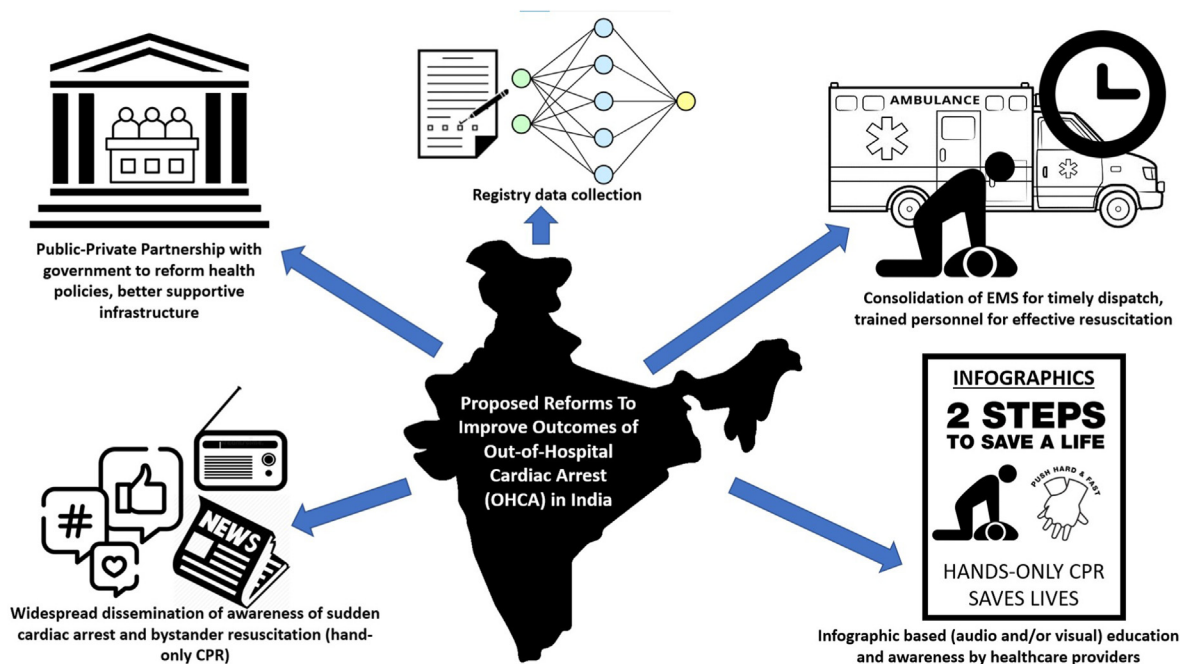 Registry data collection
AMBULANCE
Public-Private Partnership with
government to reform health
policies, better supportive
infrastructure
Consolidation of EMS for timely dispatch,
trained personnel for effective resuscitation
Proposed Reforms To
Improve Outcomes of
Out-of-Hospital
Cardiac Arrest
(OHCA) in India
#
NEWS
Widespread dissemination of awareness of sudden
cardiac arrest and bystander resuscitation (hand-
only CPR)
INFOGRAPHICS
2 STEPS
TO SAVE A LIFE
PUSH HARD & FAST
HANDS-ONLY CPR
SAVES LIVES
Infographic based (audio and/or visual) education
and awareness by healthcare providers